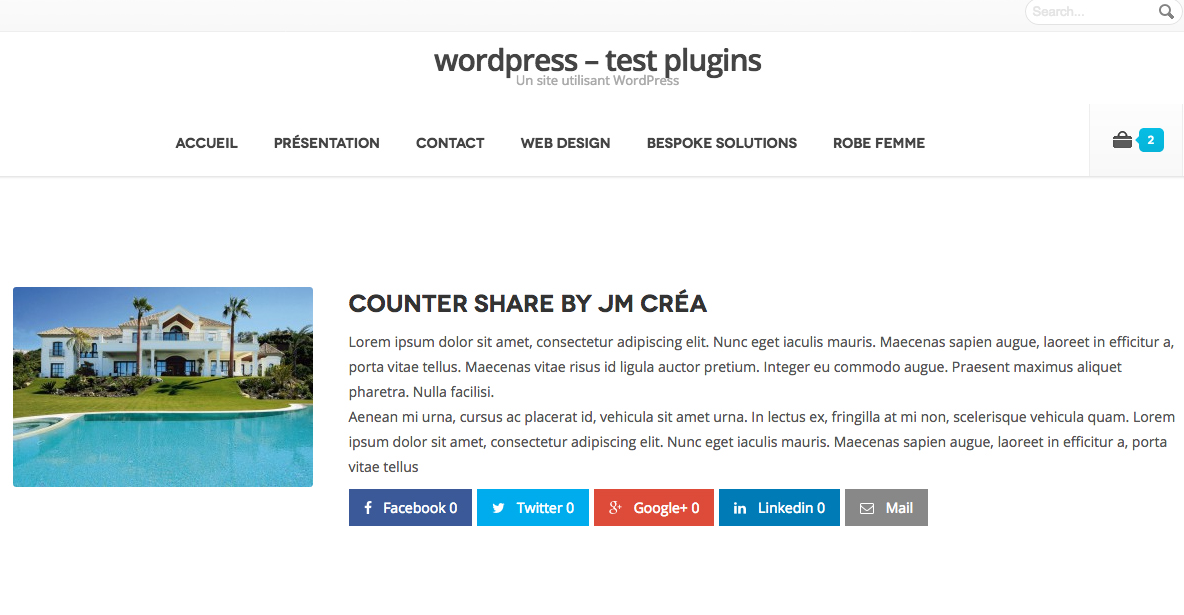 Search...
wordpress – test plugins
Un site utilisant WordPress
ACCUEIL PRÉSENTATION CONTACT WEB DESIGN BESPOKE SOLUTIONS ROBE FEMME 2
COUNTER SHARE BY JM CRÉA
Lorem ipsum dolor sit amet, consectetur adipiscing elit. Nunc eget iaculis mauris. Maecenas sapien augue, laoreet in efficitur a,
porta vitae tellus. Maecenas vitae risus id ligula auctor pretium. Integer eu commodo augue. Praesent maximus aliquet
pharetra. Nulla facilisi.
Aenean mi urna, cursus ac placerat id, vehicula sit amet urna. In lectus ex, fringilla at mi non, scelerisque vehicula quam. Lorem
ipsum dolor sit amet, consectetur adipiscing elit. Nunc eget iaculis mauris. Maecenas sapien augue, laoreet in efficitur a, porta
vitae tellus
Facebook 0 Twitter 0 Google+ 0 Linkedin 0 Mail